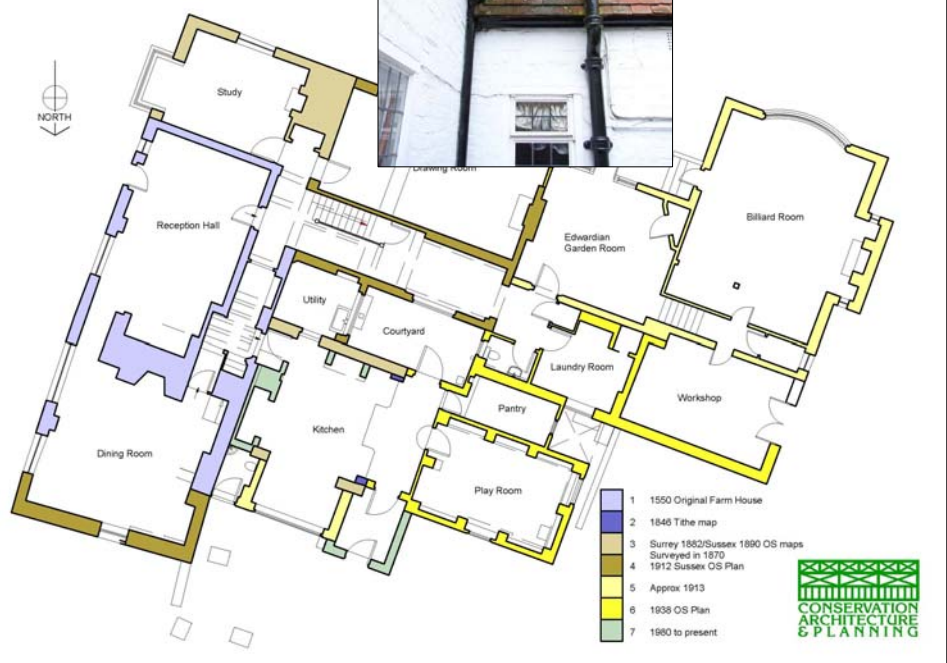 NORTH
Study
Drawing Room
Reception Hall
Edwardian
Garden Room
Billiard Room
Utility
Courtyard
Laundry Room
Workshop
Pantry
Kitchen
Dining Room
Play Room
1 1550 Original Farm House
2 1846 Tithe map
3 Surrey 1882/Sussex 1890 OS maps
Surveyed in 1870
4 1912 Sussex OS Plan
5 Approx 1913
6 1938 OS Plan
7 1980 to present
CONSERVATION
ARCHITECTURE
& PLANNING